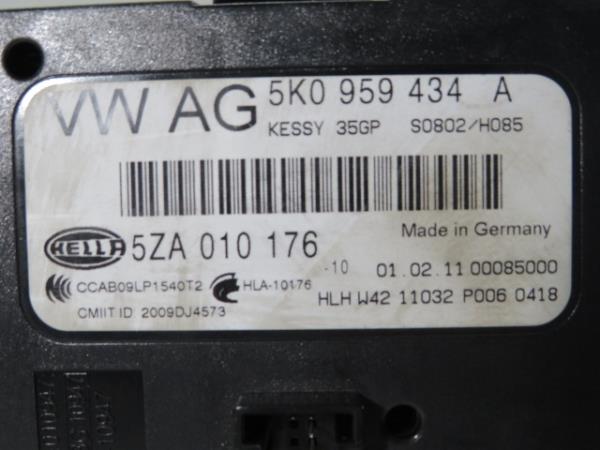 VW AG 5K0 959 434 A
KESSY 35GP S0802/H085
Made in Germany
HELLA 5ZA 010 176
-10 01.02.11 00085000
CCAB09LP1540T2 HLA-10176
HLH W42 11032 P006 0418
CMIIT ID: 2009DJ4573